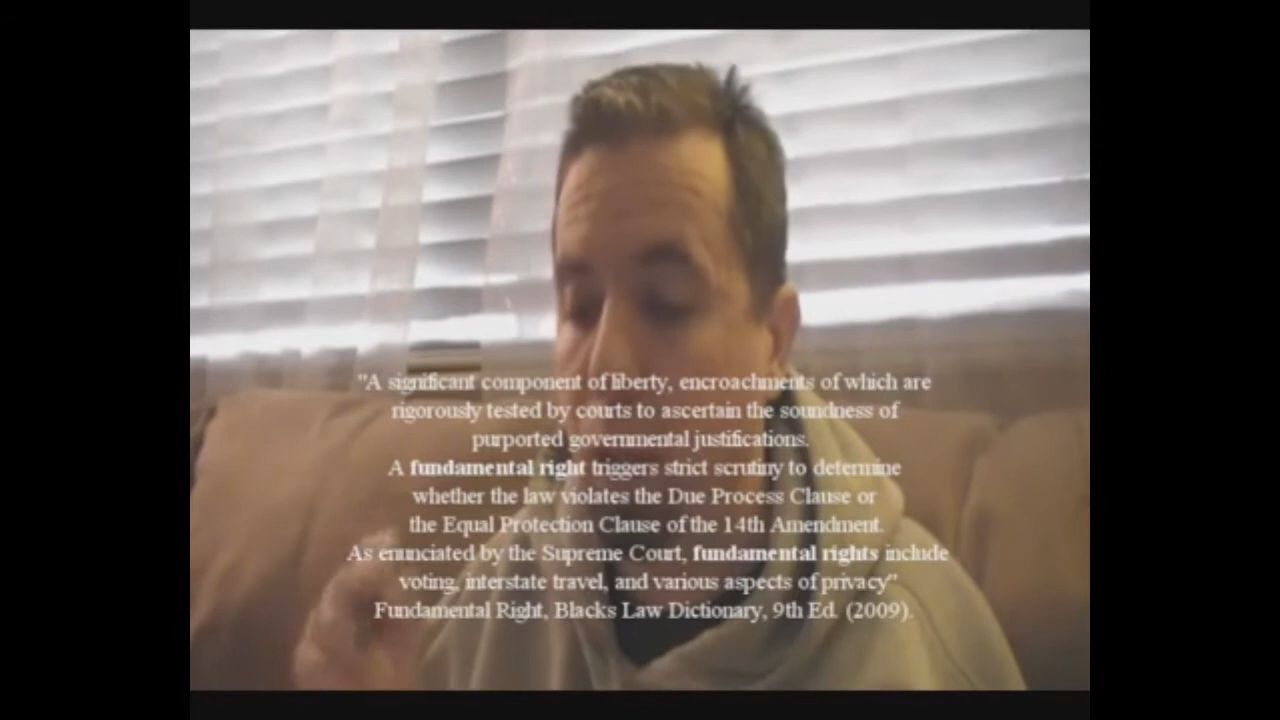 "A significant component of liberty, encroachments of which are
rigorously tested by courts to ascertain the soundness of
purported governmental justifications.
A fundamental right triggers strict scrutiny to determine
whether the law violates the Due Process Clause or
the Equal Protection Clause of the 14th Amendment.
As enunciated by the Supreme Court, fundamental rights include
voting, interstate travel, and various aspects of privacy"
Fundamental Right, Blacks Law Dictionary, 9th Ed. (2009).